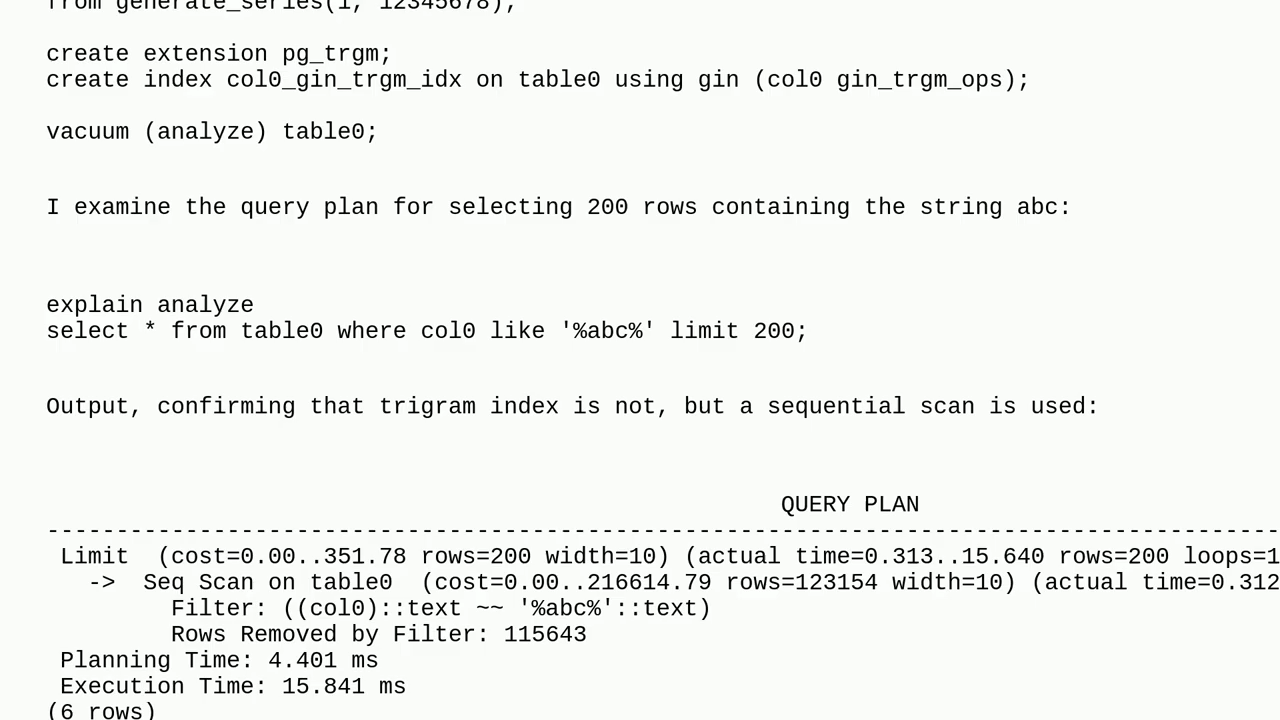 from generate_series(1, 12345678);
create extension pg_trgm;
create index col0_gin_trgm_idx on table0 using gin (col0 gin_trgm_ops);
vacuum (analyze) table0;
I examine the query plan for selecting 200 rows containing the string abc:
explain analyze
select * from table0 where col0 like '%abc%' limit 200;
Output, confirming that trigram index is not, but a sequential scan is used:
QUERY PLAN
-----------------------------------------------------------------------------------------
Limit  (cost=0.00..351.78 rows=200 width=10) (actual time=0.313..15.640 rows=200 loops=1
->  Seq Scan on table0  (cost=0.00..216614.79 rows=123154 width=10) (actual time=0.312
Filter: ((col0)::text ~~ '%abc%'::text)
Rows Removed by Filter: 115643
Planning Time: 4.401 ms
Execution Time: 15.841 ms
(6 rows)